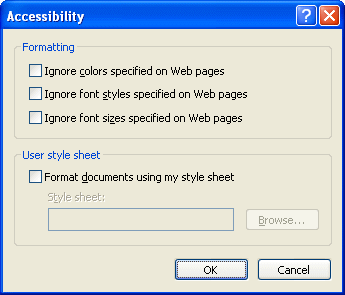 Accessibility
Formatting
Ignore colors specified on Web pages
Ignore font styles specified on Web pages
Ignore font sizes specified on Web pages
User style sheet
Format documents using my style sheet
Style sheet:
Browse...
OK
Cancel